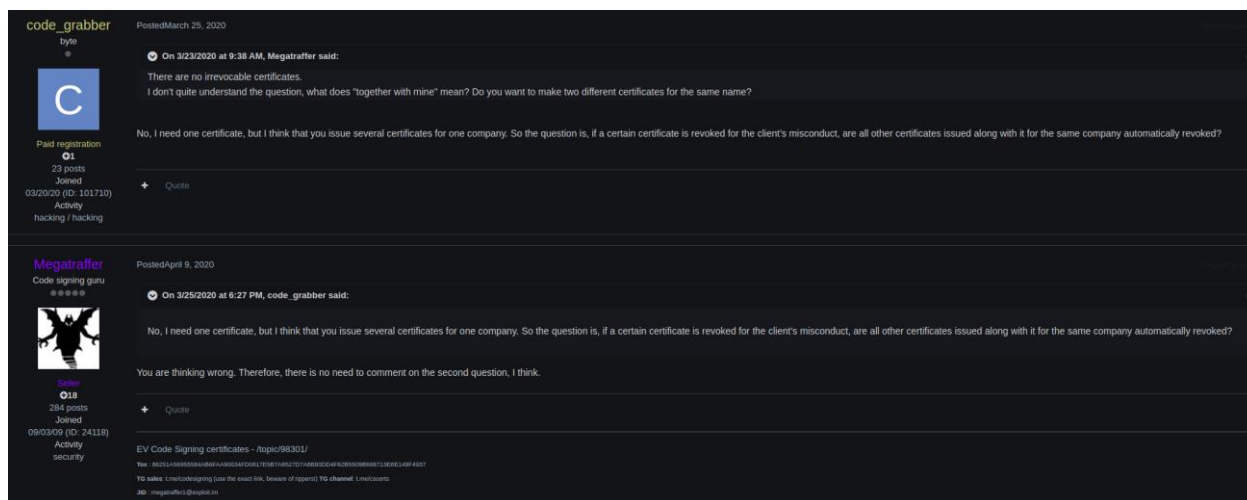 code_grabber
byte
C
Paid registration
1
23 posts
Joined
03/20/20 (ID: 101710)
Activity
hacking / hacking
PostedMarch 25, 2020
On 3/23/2020 at 9:38 AM, Megatraffer said:
There are no irrevocable certificates.
I don't quite understand the question, what does "together with mine" mean? Do you want to make two different certificates for the same name?
No, I need one certificate, but I think that you issue several certificates for one company. So the question is, if a certain certificate is revoked for the client's misconduct, are all other certificates issued along with it for the same company automatically revoked?
+ Quote
Megatraffer
Code signing guru
Seller
18
284 posts
Joined
09/03/09 (ID: 24118)
Activity
security
PostedApril 9, 2020
On 3/25/2020 at 6:27 PM, code_grabber said:
No, I need one certificate, but I think that you issue several certificates for one company. So the question is, if a certain certificate is revoked for the client's misconduct, are all other certificates issued along with it for the same company automatically revoked?
You are thinking wrong. Therefore, there is no need to comment on the second question, I think.
+ Quote
EV Code Signing certificates - /topic/98301/
Tox :
TG sales: t.me/codesigning (use the exact link, beware of rippers!) TG channel: t.me/cscerts
JID : megatraffer1@exploit.im